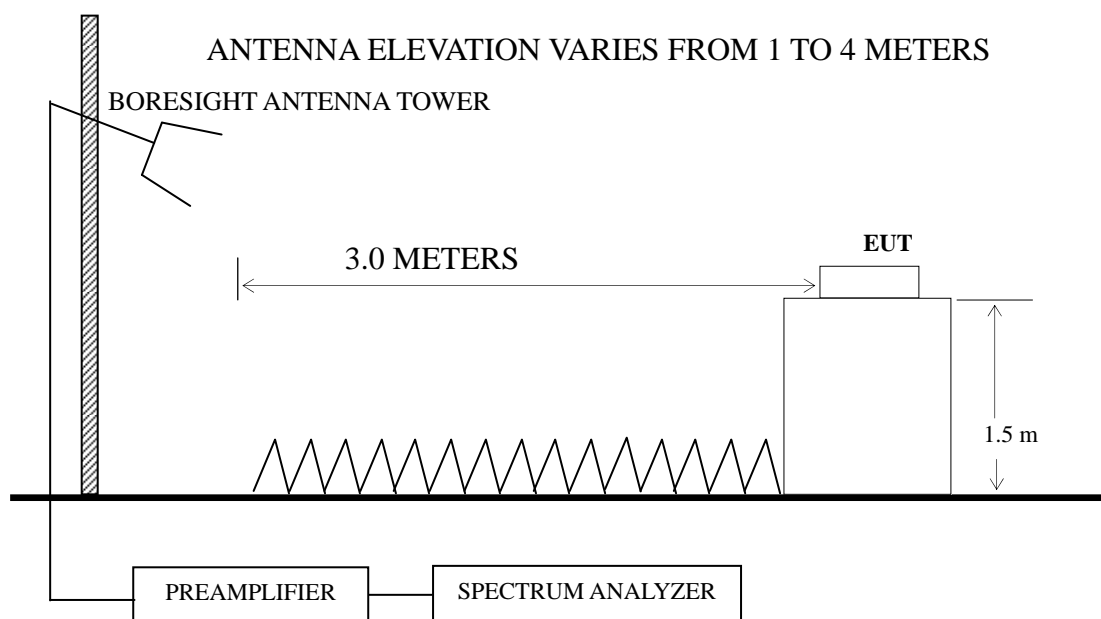 ANTENNA ELEVATION VARIES FROM 1 TO 4 METERS
BORESIGHT ANTENNA TOWER
EUT
3.0 METERS
1.5 m
PREAMPLIFIER
SPECTRUM ANALYZER